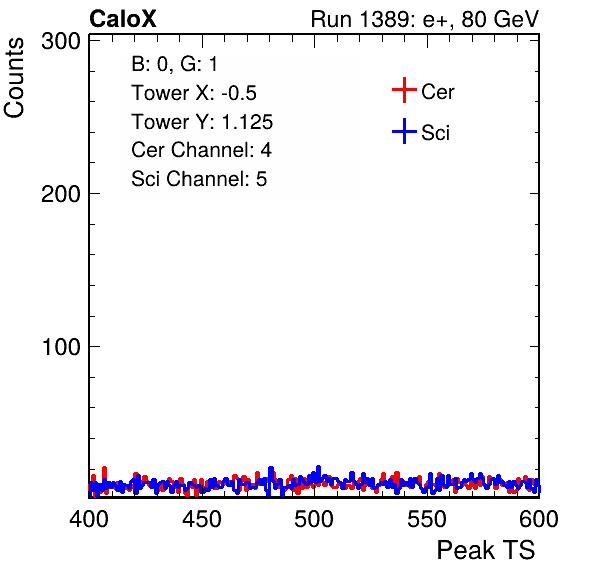 CaloX Run 1389: e+, 80 GeV
Counts
300
200
100
B: 0, G: 1
Tower X: -0.5
Tower Y: 1.125
Cer Channel: 4
Sci Channel: 5
Cer
Sci
400 450 500 550 600
Peak TS